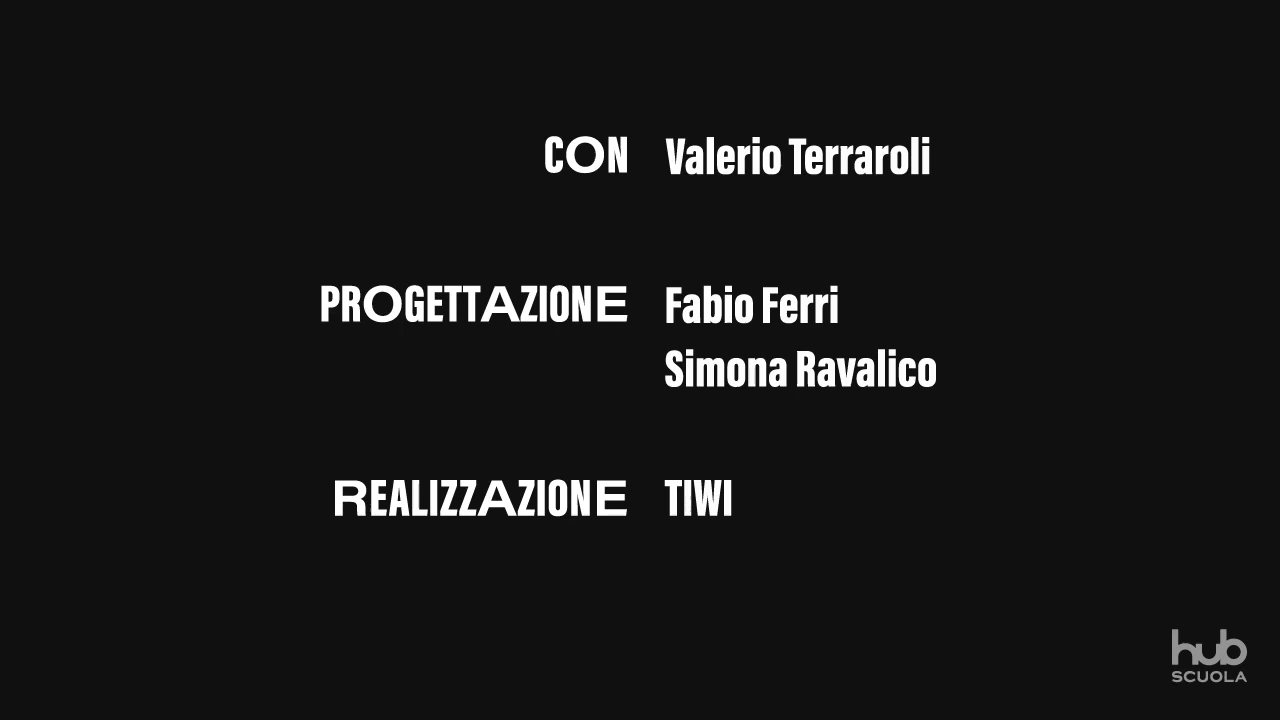 CON Valerio Terraroli
PROGETTAZIONE Fabio Ferri
Simona Ravalico
REALIZZAZIONE TIWI
hub
SCUOLA